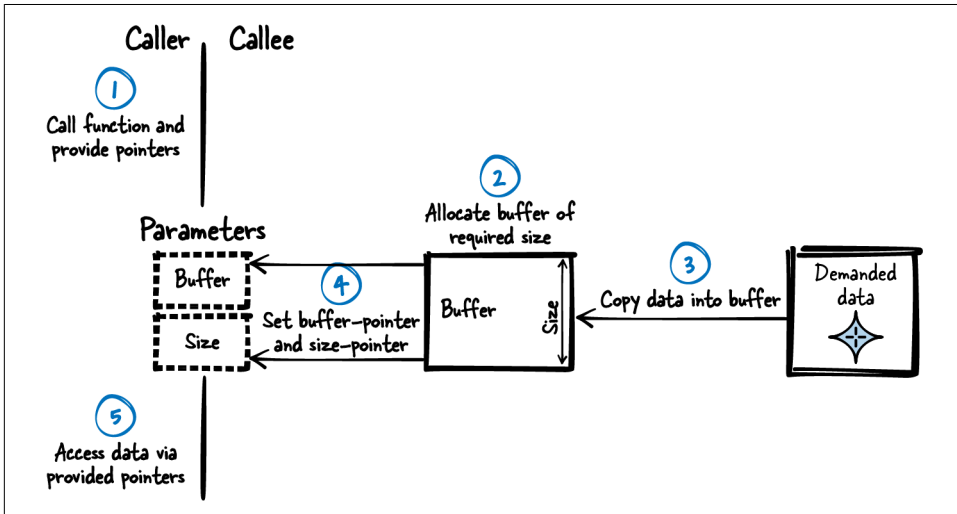 Caller
Callee
1
Call function and
provide pointers
2
Allocate buffer of
required size
Parameters
Buffer
Size
4
Set buffer-pointer
and size-pointer
Buffer
Size
3
Copy data into buffer
Demanded
data
5
Access data via
provided pointers